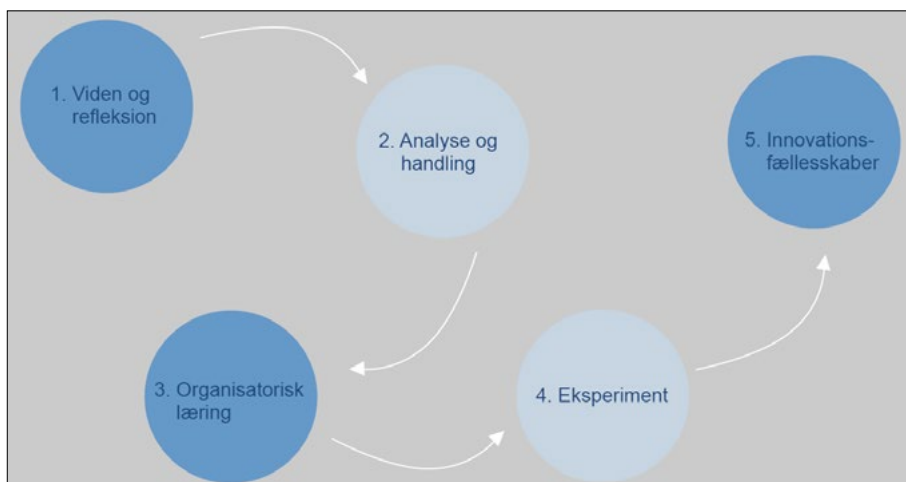 1. Viden og
refleksion
2. Analyse og
handling
3. Organisatorisk
læring
4. Eksperiment
5. Innovations-
fællesskaber